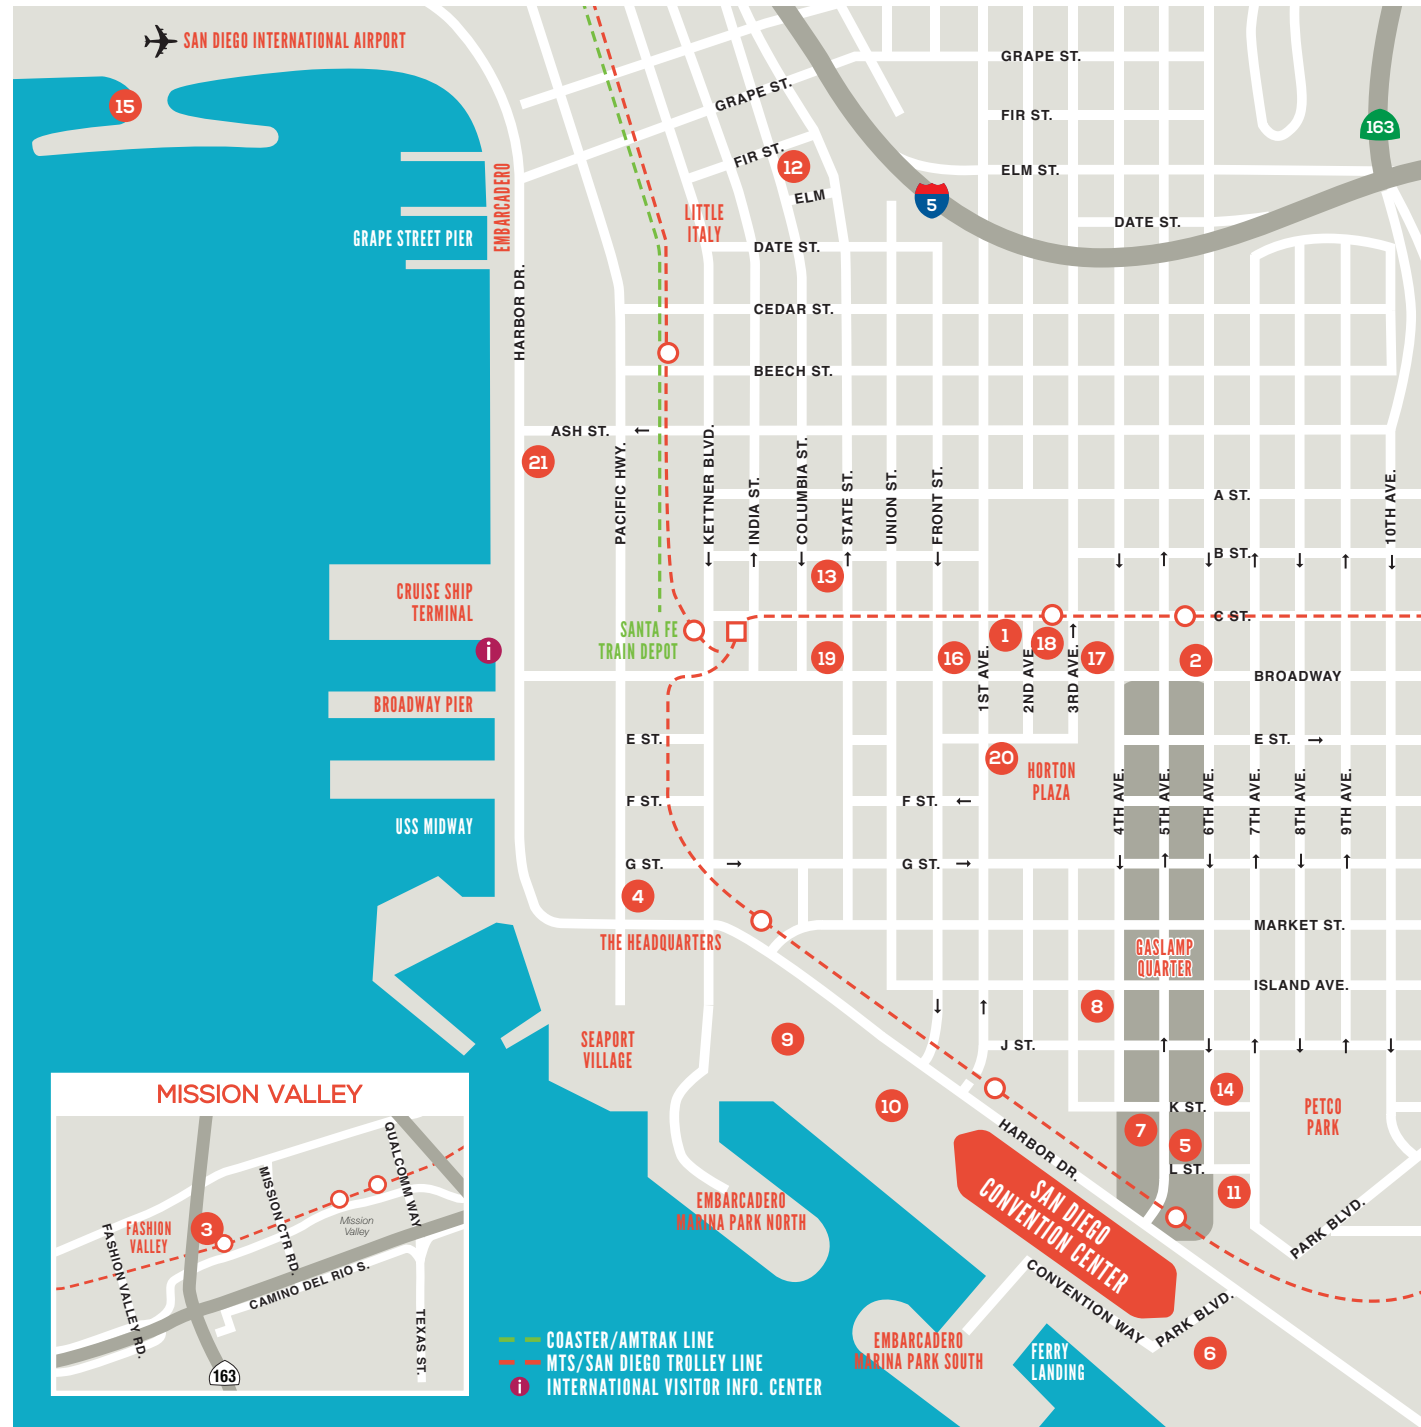 SAN DIEGO INTERNATIONAL AIRPORT
15
GRAPE ST.
GRAPE ST.
FIR ST.
163
FIR ST.
12
ELM ST.
ELM
5
EMBARCADERO
LITTLE
ITALY
DATE ST.
GRAPE STREET PIER
DATE ST.
HARBOR DR.
CEDAR ST.
BEECH ST.
ASH ST.
21
PACIFIC HWY.
KETTNER BLVD.
INDIA ST.
COLUMBIA ST.
STATE ST.
UNION ST.
FRONT ST.
A ST.
10TH AVE.
B ST.
13
CRUISE SHIP
TERMINAL
C ST.
SANTA FE
TRAIN DEPOT
i
19
16
1
18
17
2
1ST AVE.
2ND AVE
3RD AVE.
BROADWAY
BROADWAY PIER
E ST.
E ST.
20
HORTON
PLAZA
F ST.
F ST.
4TH AVE.
5TH AVE.
6TH AVE.
7TH AVE.
8TH AVE.
9TH AVE.
USS MIDWAY
G ST.
G ST.
4
THE HEADQUARTERS
MARKET ST.
GASLAMP
QUARTER
ISLAND AVE.
8
9
SEAPORT
VILLAGE
J ST.
10
14
K ST.
PETCO
PARK
7
5
L ST.
11
HARBOR DR.
SAN DIEGO
CONVENTION CENTER
EMBARCADERO
MARINA PARK NORTH
PARK BLVD.
CONVENTION WAY
PARK BLVD.
6
EMBARCADERO
MARINA PARK SOUTH
FERRY
LANDING
MISSION VALLEY
QUALCOMM WAY
MISSION CTR RD.
FASHION
VALLEY
3
Mission
Valley
FASHION VALLEY RD.
CAMINO DEL RIO S.
TEXAS ST.
163
COASTER/AMTRAK LINE
MTS/SAN DIEGO TROLLEY LINE
i INTERNATIONAL VISITOR INFO. CENTER